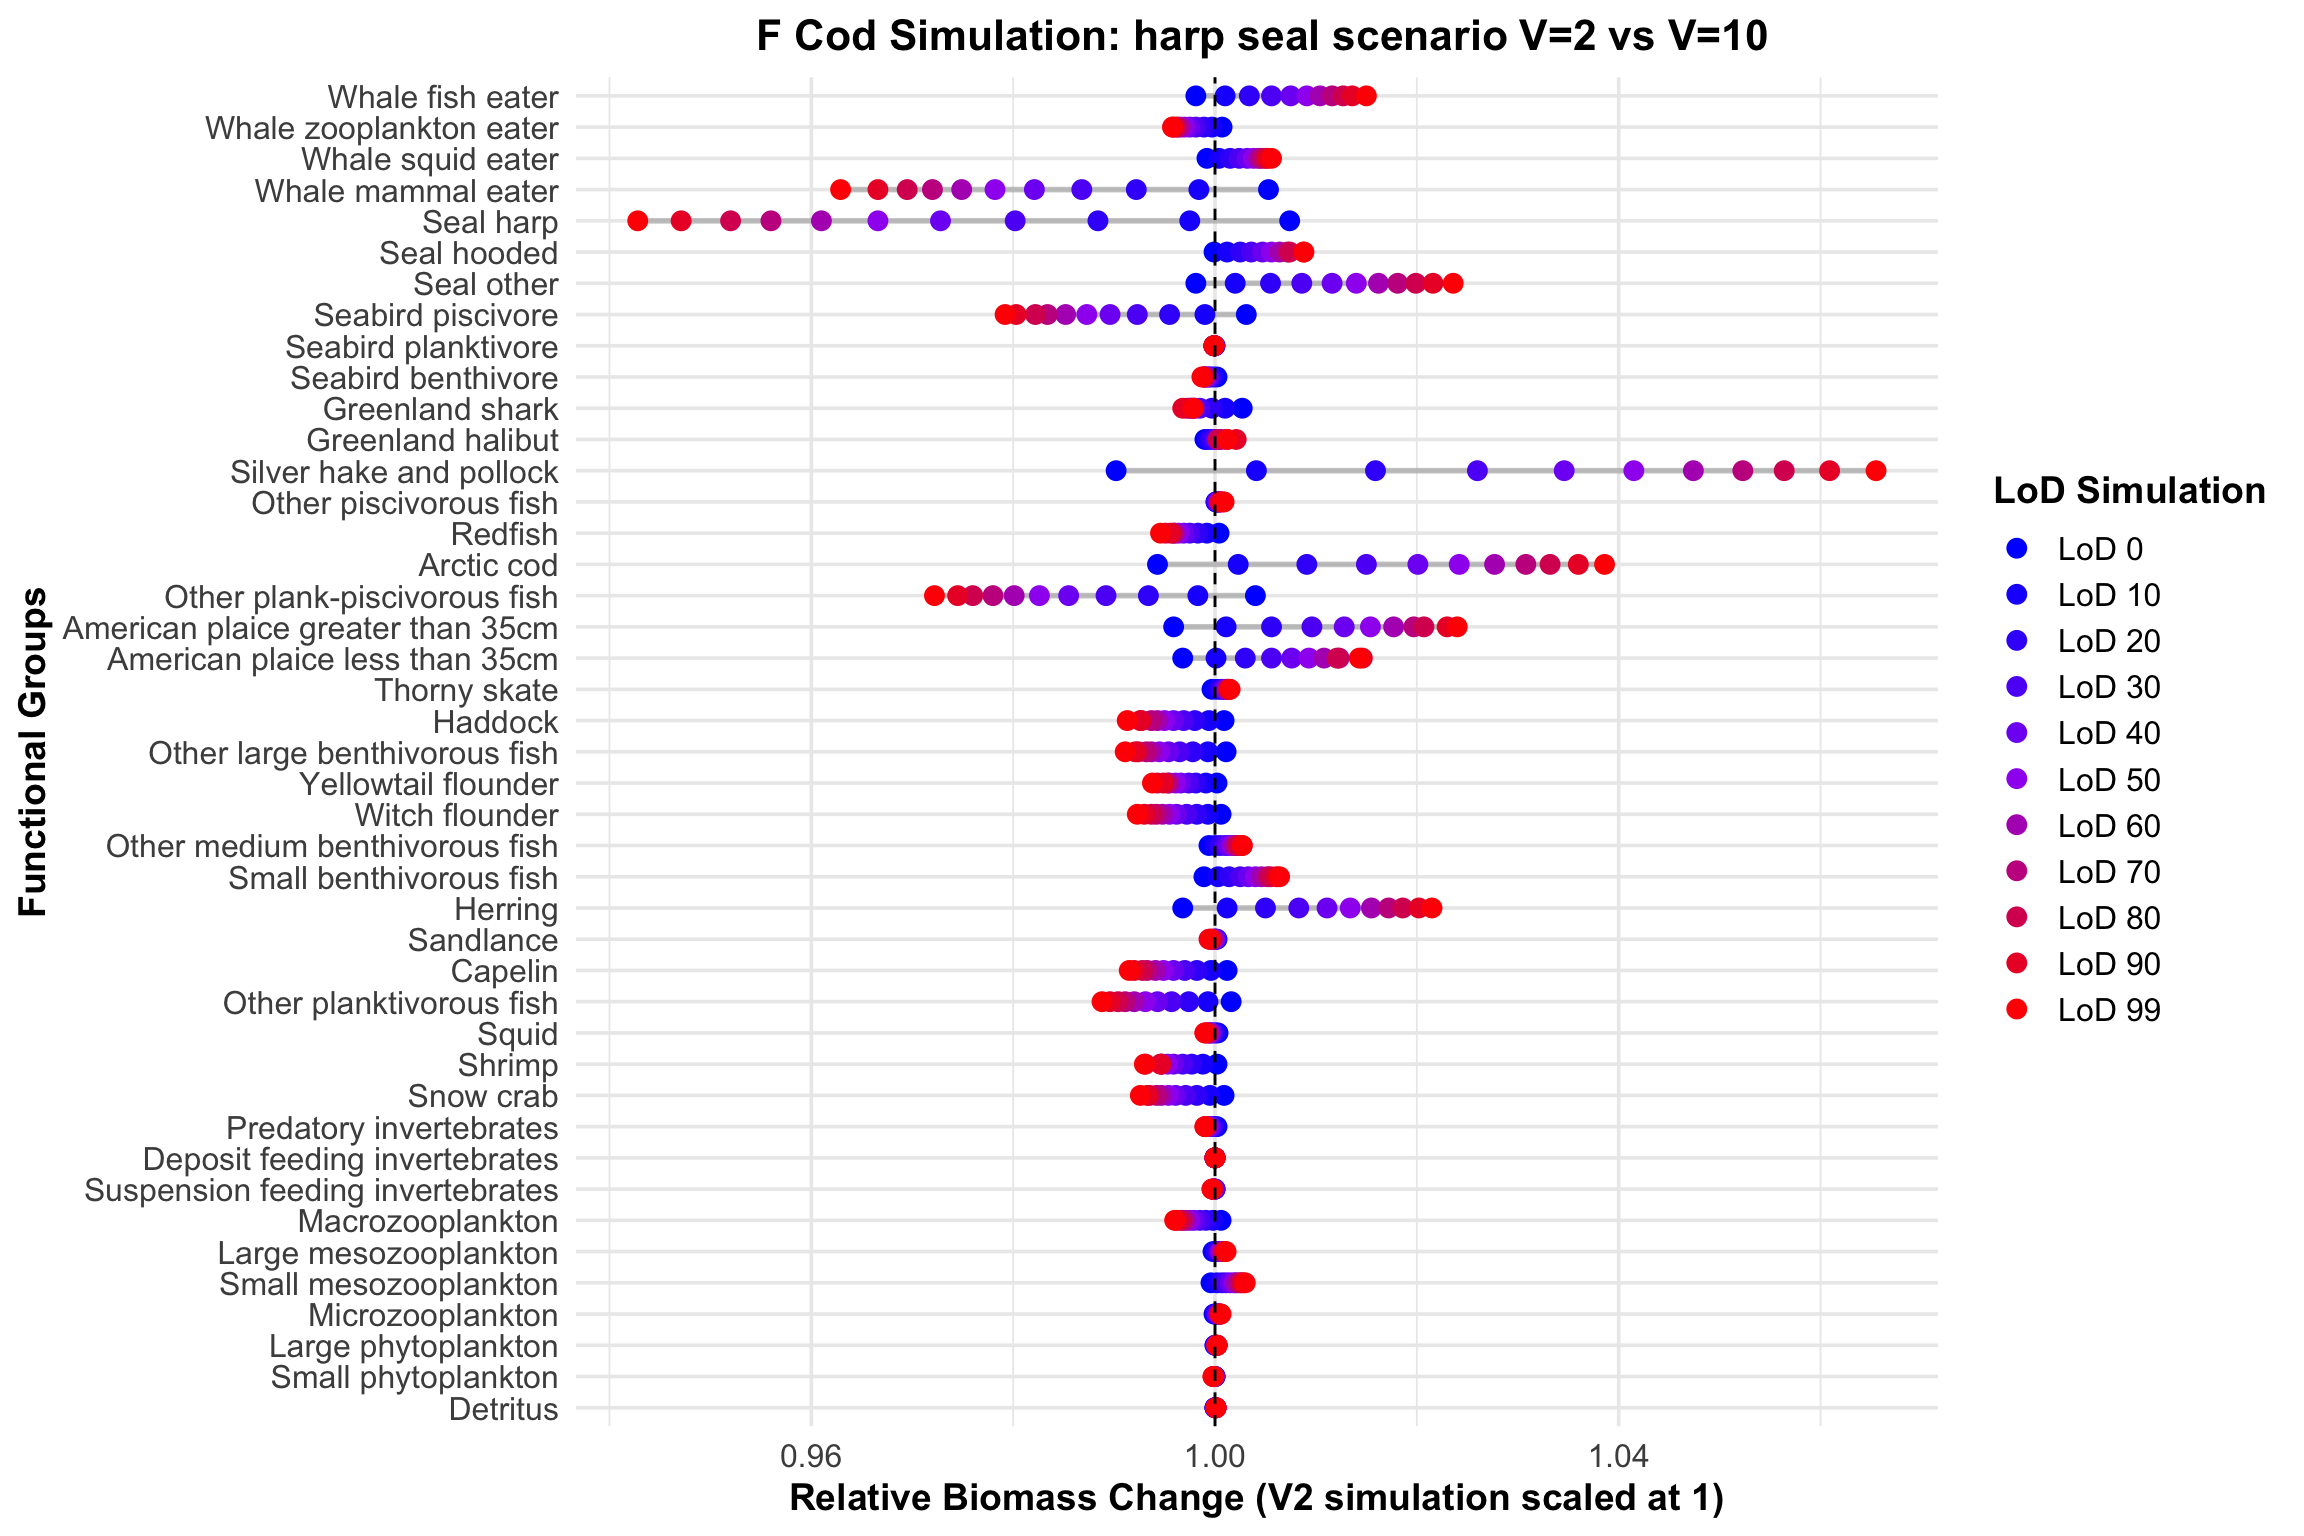 F Cod Simulation: harp seal scenario V=2 vs V=10
Functional Groups
Whale fish eater
Whale zooplankton eater
Whale squid eater
Whale mammal eater
Seal harp
Seal hooded
Seal other
Seabird piscivore
Seabird planktivore
Seabird benthivore
Greenland shark
Greenland halibut
Silver hake and pollock
Other piscivorous fish
Redfish
Arctic cod
Other plank-piscivorous fish
American plaice greater than 35cm
American plaice less than 35cm
Thorny skate
Haddock
Other large benthivorous fish
Yellowtail flounder
Witch flounder
Other medium benthivorous fish
Small benthivorous fish
Herring
Sandlance
Capelin
Other planktivorous fish
Squid
Shrimp
Snow crab
Predatory invertebrates
Deposit feeding invertebrates
Suspension feeding invertebrates
Macrozooplankton
Large mesozooplankton
Small mesozooplankton
Microzooplankton
Large phytoplankton
Small phytoplankton
Detritus
0.96 1.00 1.04
Relative Biomass Change (V2 simulation scaled at 1)
LoD Simulation
LoD 0
LoD 10
LoD 20
LoD 30
LoD 40
LoD 50
LoD 60
LoD 70
LoD 80
LoD 90
LoD 99